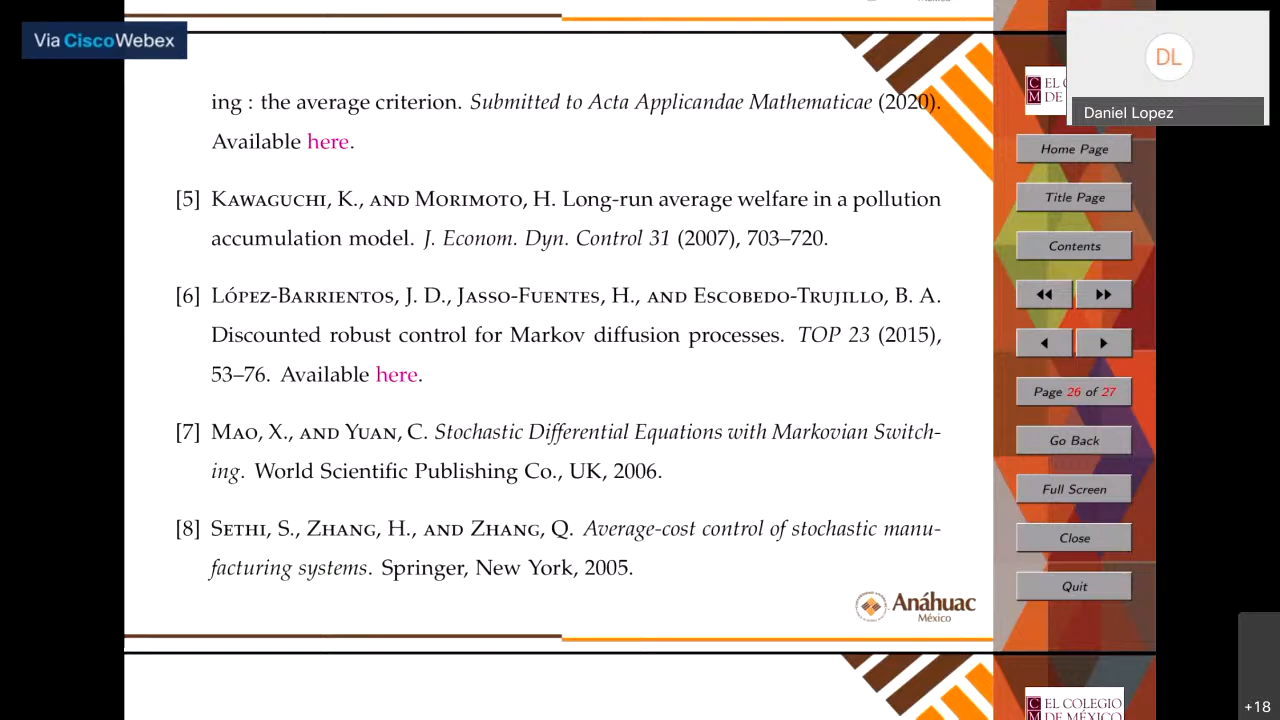 Via CiscoWebex
ing : the average criterion. Submitted to Acta Applicandae Mathematicae (2020).
Available here.
[5] Kawaguchi, K., and Morimoto, H. Long-run average welfare in a pollution
accumulation model. J. Econom. Dyn. Control 31 (2007), 703–720.
[6] López-Barrientos, J. D., Jasso-Fuentes, H., and Escobedo-Trujillo, B. A.
Discounted robust control for Markov diffusion processes. TOP 23 (2015),
53–76. Available here.
[7] Mao, X., and Yuan, C. Stochastic Differential Equations with Markovian Switch-
ing. World Scientific Publishing Co., UK, 2006.
[8] Sethi, S., Zhang, H., and Zhang, Q. Average-cost control of stochastic manu-
facturing systems. Springer, New York, 2005.
Anáhuac
México
DL
Daniel Lopez
C
M
EL
DE
Home Page
Title Page
Contents
Page 26 of 27
Go Back
Full Screen
Close
Quit
C
M
EL COLEGIO
DE MÉXICO
+18